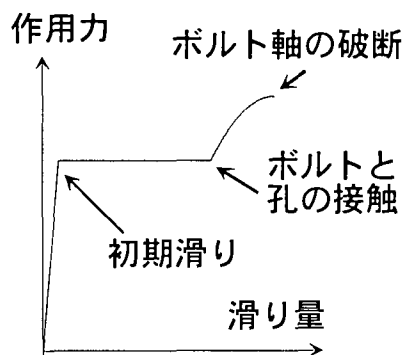 作用力
ボルト軸の破断
ボルトと
孔の接触
初期滑り
滑り量